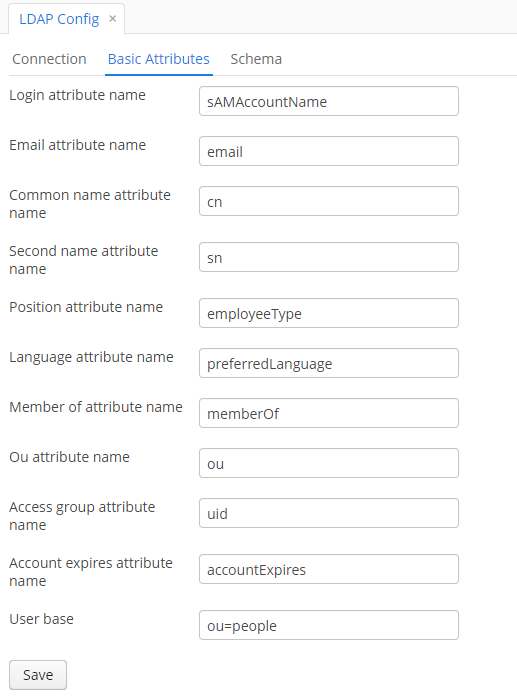 LDAP Config ×
Connection Basic Attributes Schema
Login attribute name sAMAccountName
Email attribute name email
Common name attribute
name cn
Second name attribute
name sn
Position attribute name employeeType
Language attribute name preferredLanguage
Member of attribute name memberOf
Ou attribute name ou
Access group attribute
name uid
Account expires attribute
name accountExpires
User base ou=people
Save